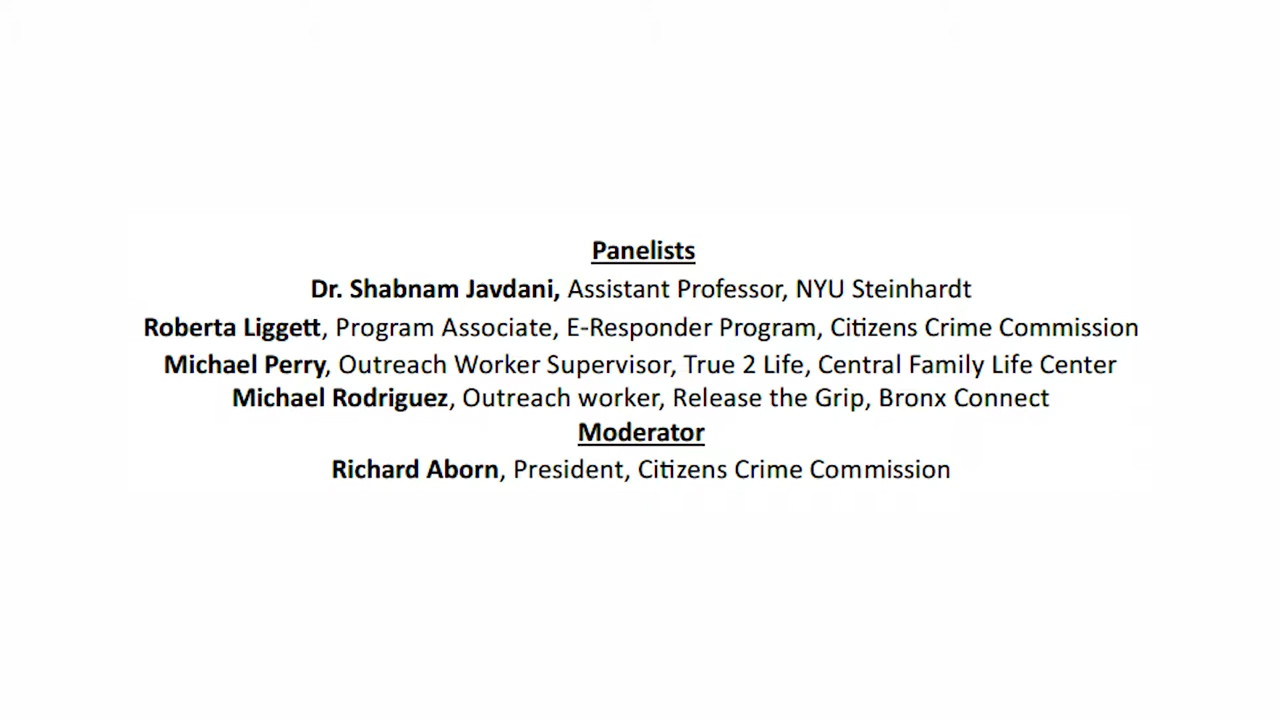 Panelists
Dr. Shabnam Javdani, Assistant Professor, NYU Steinhardt
Roberta Liggett, Program Associate, E-Responder Program, Citizens Crime Commission
Michael Perry, Outreach Worker Supervisor, True 2 Life, Central Family Life Center
Michael Rodriguez, Outreach worker, Release the Grip, Bronx Connect
Moderator
Richard Aborn, President, Citizens Crime Commission